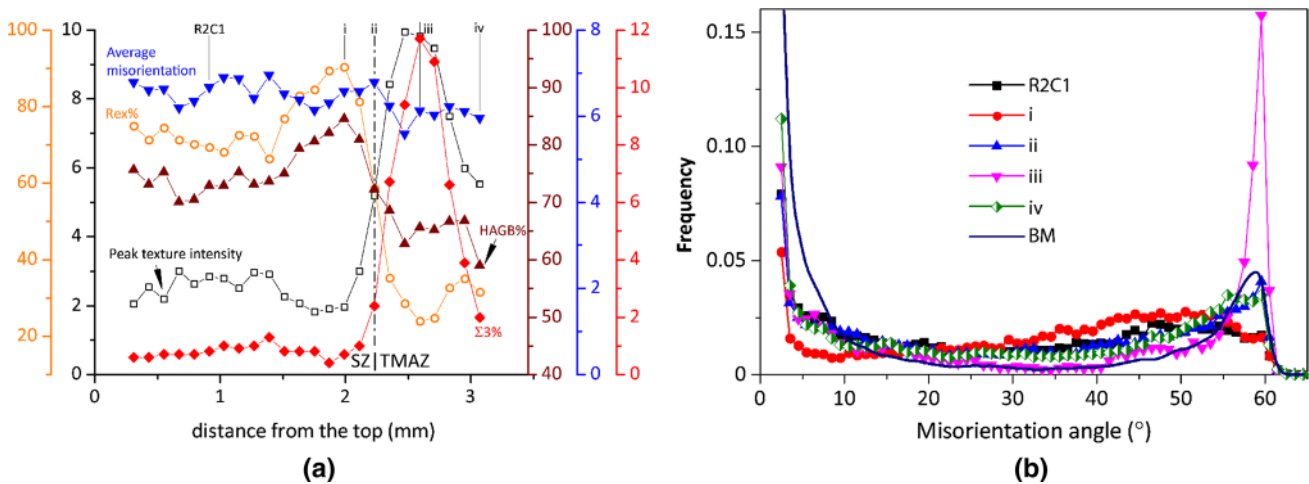 100 10 R2C1 i ii iii iv 100 8 12
Average misorientation
Rex%
Peak texture intensity
HAGB%
Σ3%
SZ TMAZ
80 60 40 20
8 6 4 2 0
90 80 70 60 50 40
6 4 2 0
10 8 6 4 2 0
0 1 2 3
distance from the top (mm)
(a)
0.15
0.10
0.05
0
Frequency
R2C1
i
ii
iii
iv
BM
0 10 20 30 40 50 60
Misorientation angle (°)
(b)